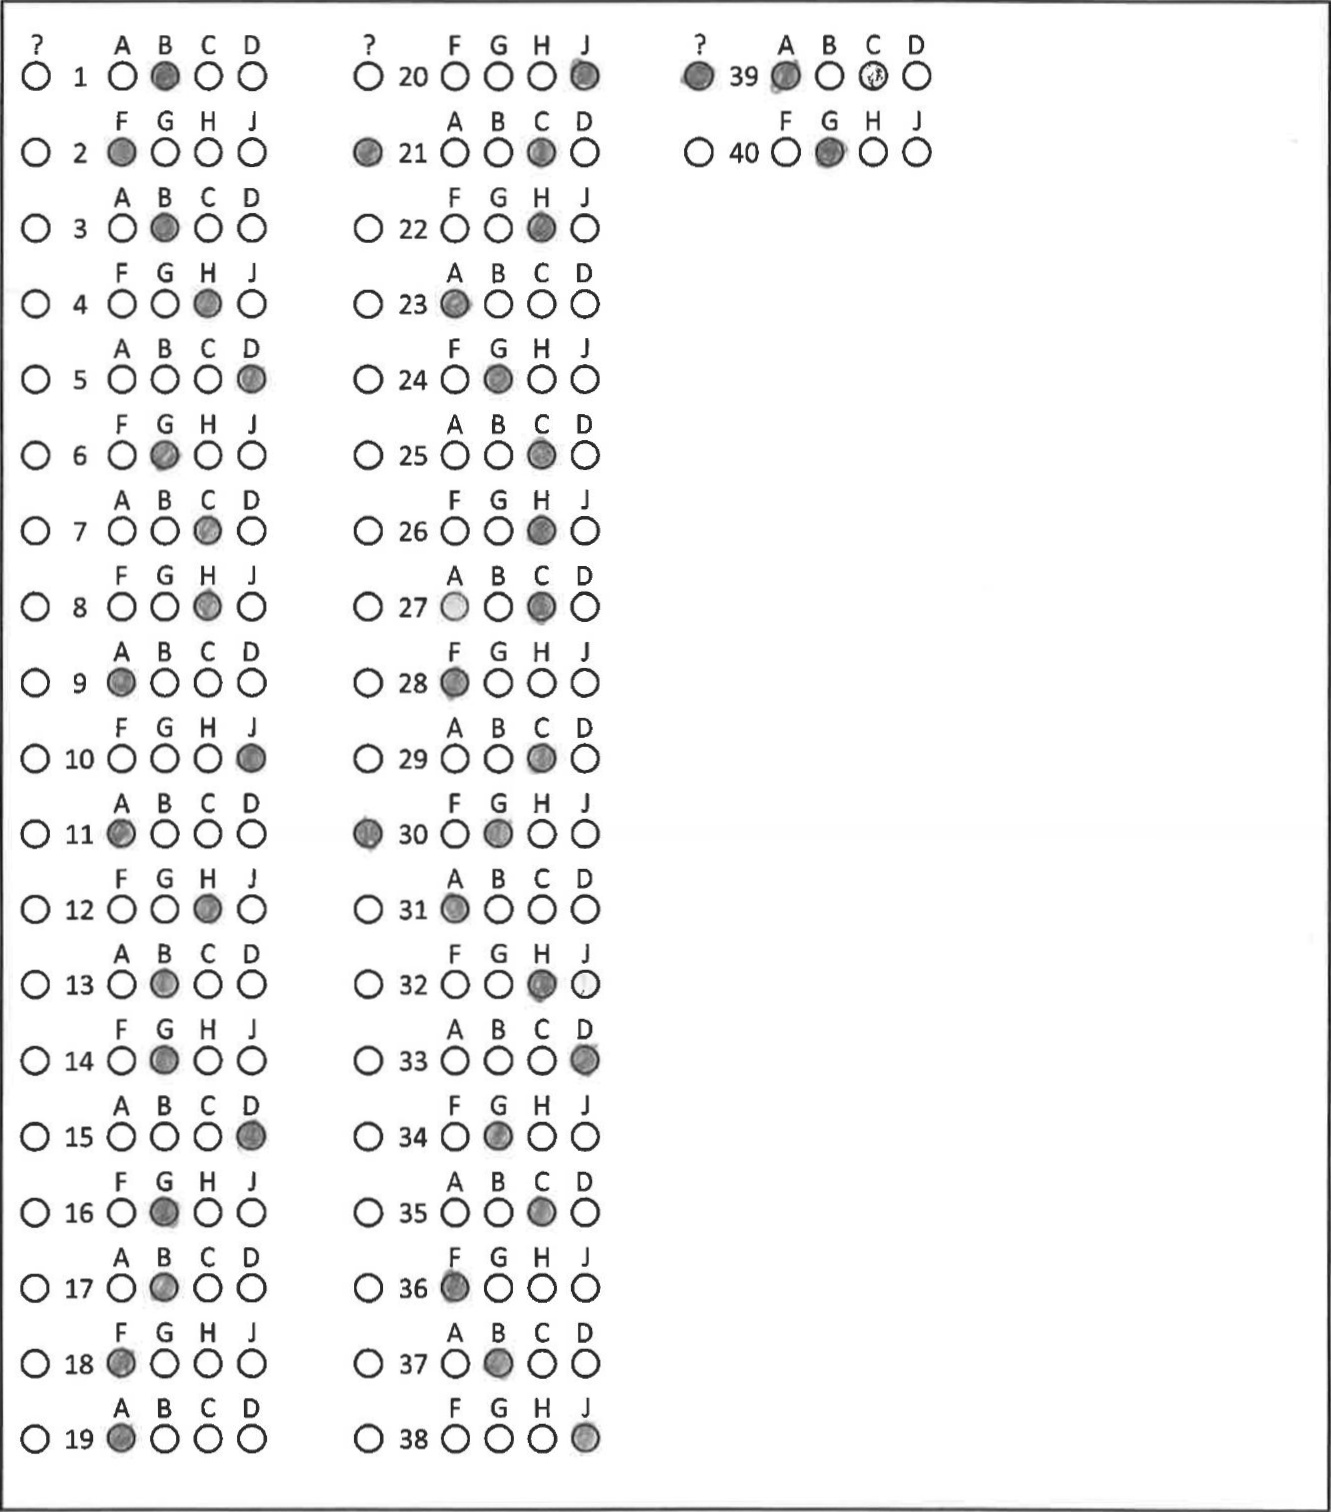 ? A B C D
1
F G H J
2
A B C D
3
F G H J
4
A B C D
5
F G H J
6
A B C D
7
F G H J
8
A B C D
9
F G H J
10
A B C D
11
F G H J
12
A B C D
13
F G H J
14
A B C D
15
F G H J
16
A B C D
17
F G H J
18
A B C D
19
? F G H J
20
A B C D
21
F G H J
22
A B C D
23
F G H J
24
A B C D
25
F G H J
26
A B C D
27
F G H J
28
A B C D
29
F G H J
30
A B C D
31
F G H J
32
A B C D
33
F G H J
34
A B C D
35
F G H J
36
A B C D
37
F G H J
38
? A B C D
39
F G H J
40